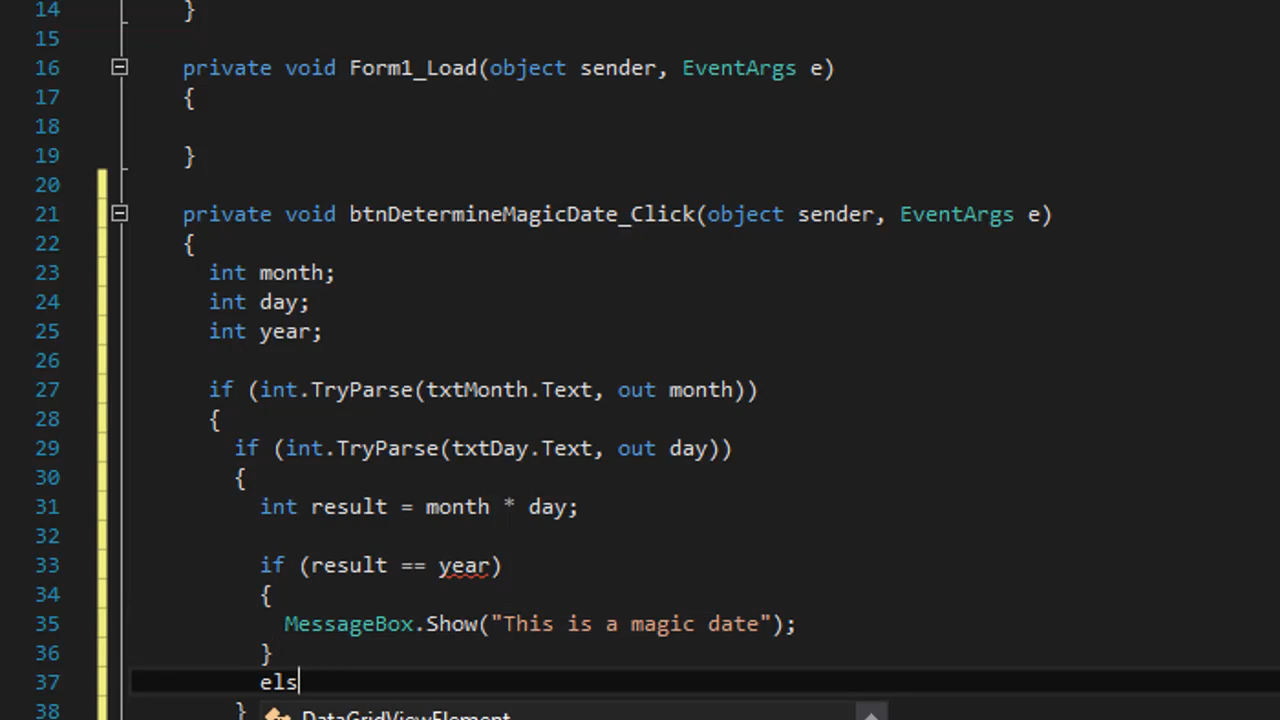 14 }
15
16 private void Form1_Load(object sender, EventArgs e)
17 {
18
19 }
20
21 private void btnDetermineMagicDate_Click(object sender, EventArgs e)
22 {
23 int month;
24 int day;
25 int year;
26
27 if (int.TryParse(txtMonth.Text, out month))
28 {
29 if (int.TryParse(txtDay.Text, out day))
30 {
31 int result = month * day;
32
33 if (result == year)
34 {
35 MessageBox.Show("This is a magic date");
36 }
37 els
38 }
DataGridViewElement